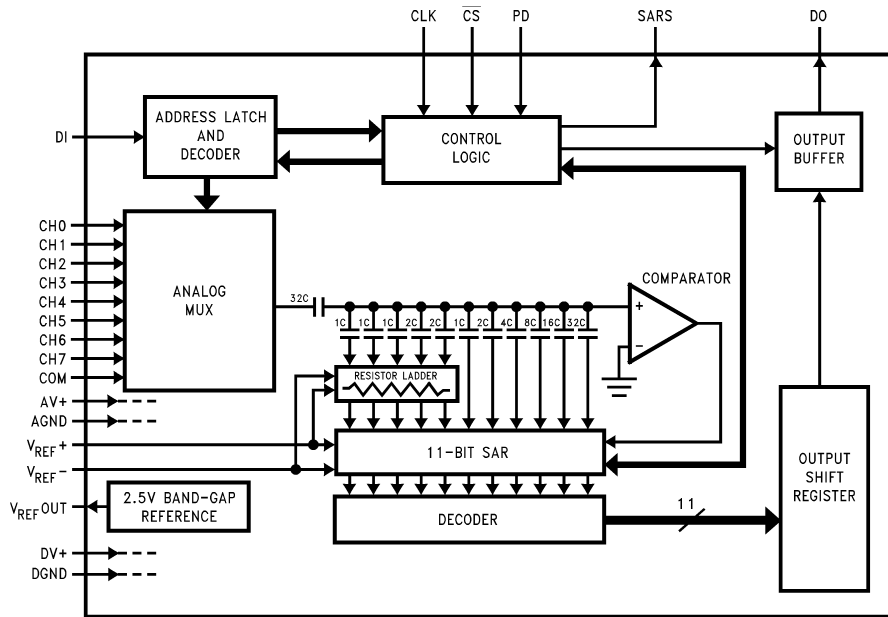 CLK C̅S̅ PD SARS DO
DI
ADDRESS LATCH
AND
DECODER
CONTROL
LOGIC
OUTPUT
BUFFER
CH0
CH1
CH2
CH3
CH4
CH5
CH6
CH7
COM
AV+
AGND
VREF+
VREF-
VREFOUT
DV+
DGND
ANALOG
MUX
32C
1C 1C 1C 2C 2C 1C 2C 4C 8C 16C 32C
COMPARATOR
+
−
RESISTOR LADDER
11-BIT SAR
2.5V BAND-GAP
REFERENCE
DECODER
11
OUTPUT
SHIFT
REGISTER